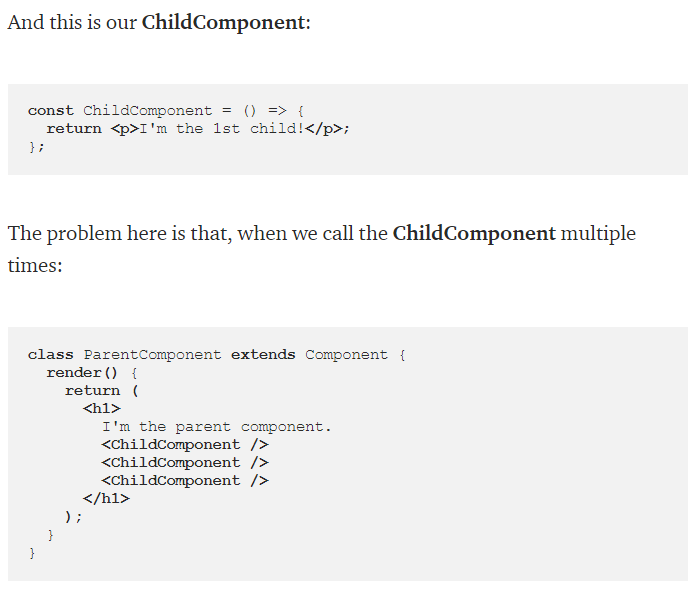 And this is our ChildComponent:
const ChildComponent = () => {
  return <p>I'm the 1st child!</p>;
};
The problem here is that, when we call the ChildComponent multiple
times:
class ParentComponent extends Component {
  render() {
    return (
      <h1>
        I'm the parent component.
        <ChildComponent />
        <ChildComponent />
        <ChildComponent />
      </h1>
    );
  }
}